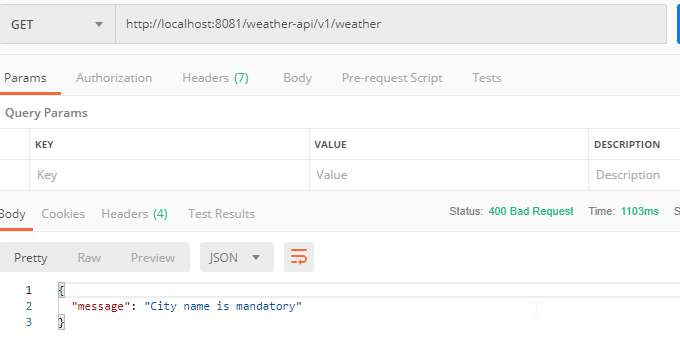 GET http://localhost:8081/weather-api/v1/weather
Params Authorization Headers (7) Body Pre-request Script Tests
Query Params
KEY VALUE DESCRIPTION
Key Value Description
Body Cookies Headers (4) Test Results Status: 400 Bad Request Time: 1103ms S
Pretty Raw Preview JSON
1 {
2 "message": "City name is mandatory"
3 }